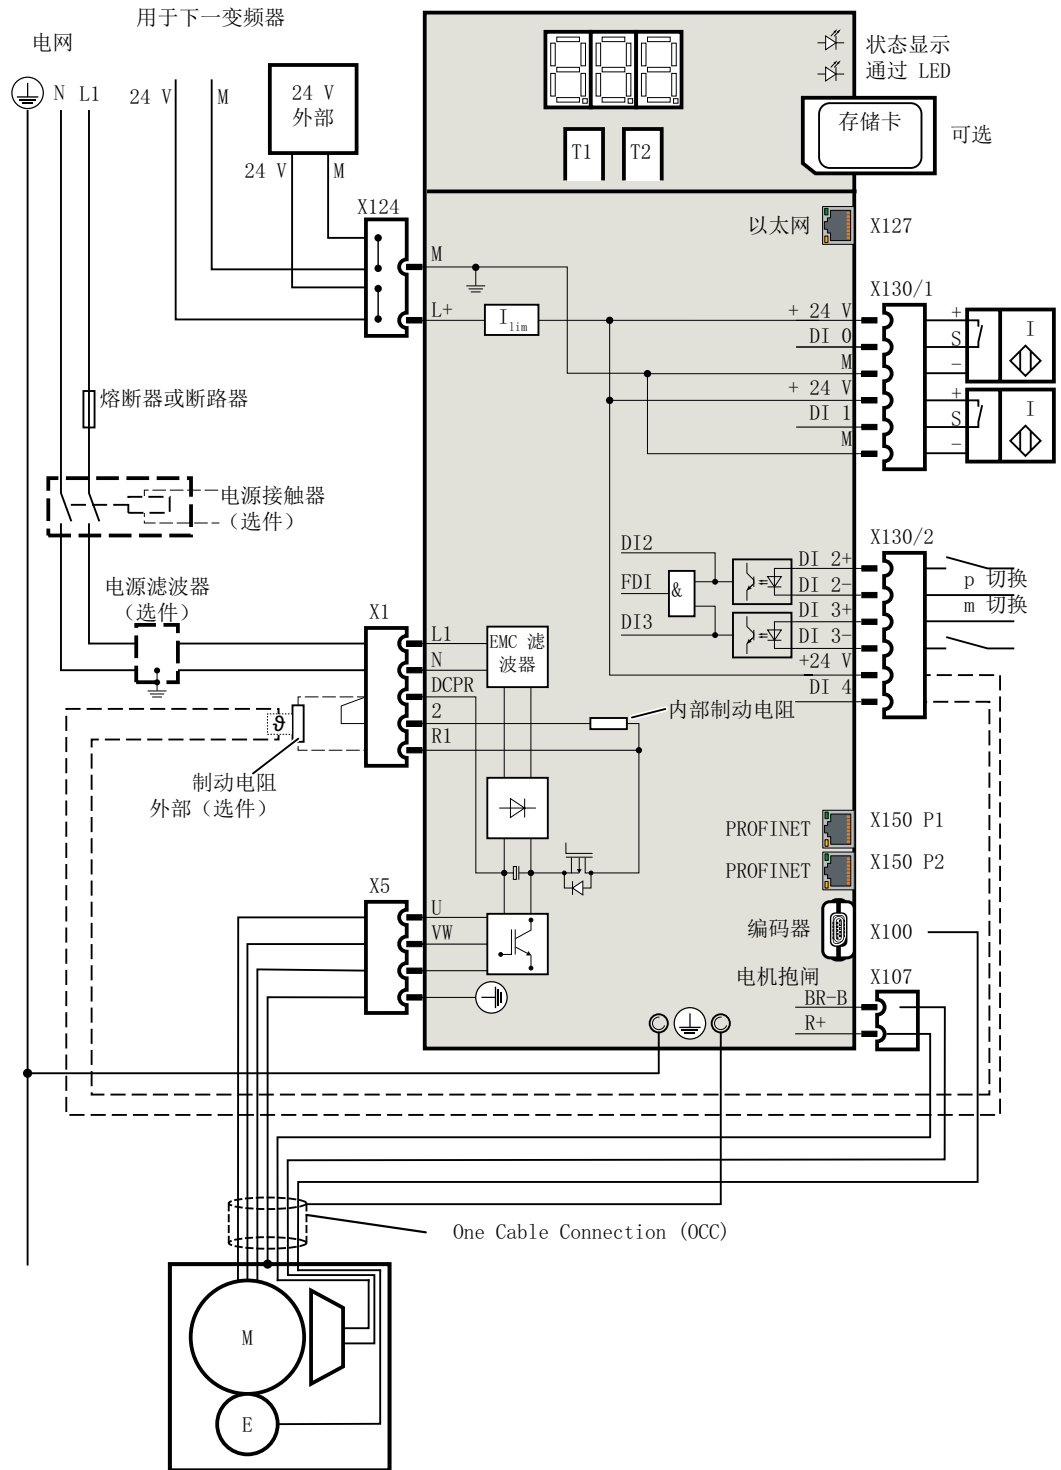 用于下一变频器
电网
N L1
24 V
M
24 V
外部
24 V
M
X124
状态显示
通过 LED
存储卡
可选
T1
T2
以太网
X127
M
L+
I lim
X130/1
+ 24 V
DI 0
M
+ 24 V
DI 1
M
+
S
-
I
+
S
-
I
熔断器或断路器
电源接触器
(选件)
电源滤波器
(选件)
X130/2
DI2
FDI
&
DI3
DI 2+
DI 2-
DI 3+
DI 3-
+24 V
DI 4
p 切换
m 切换
X1
L1
N
DCPR
2
R1
EMC 滤
波器
内部制动电阻
ϑ
制动电阻
外部(选件)
PROFINET
X150 P1
PROFINET
X150 P2
X5
U
VW
编码器
X100
电机抱闸
X107
BR-B
R+
One Cable Connection (OCC)
M
E